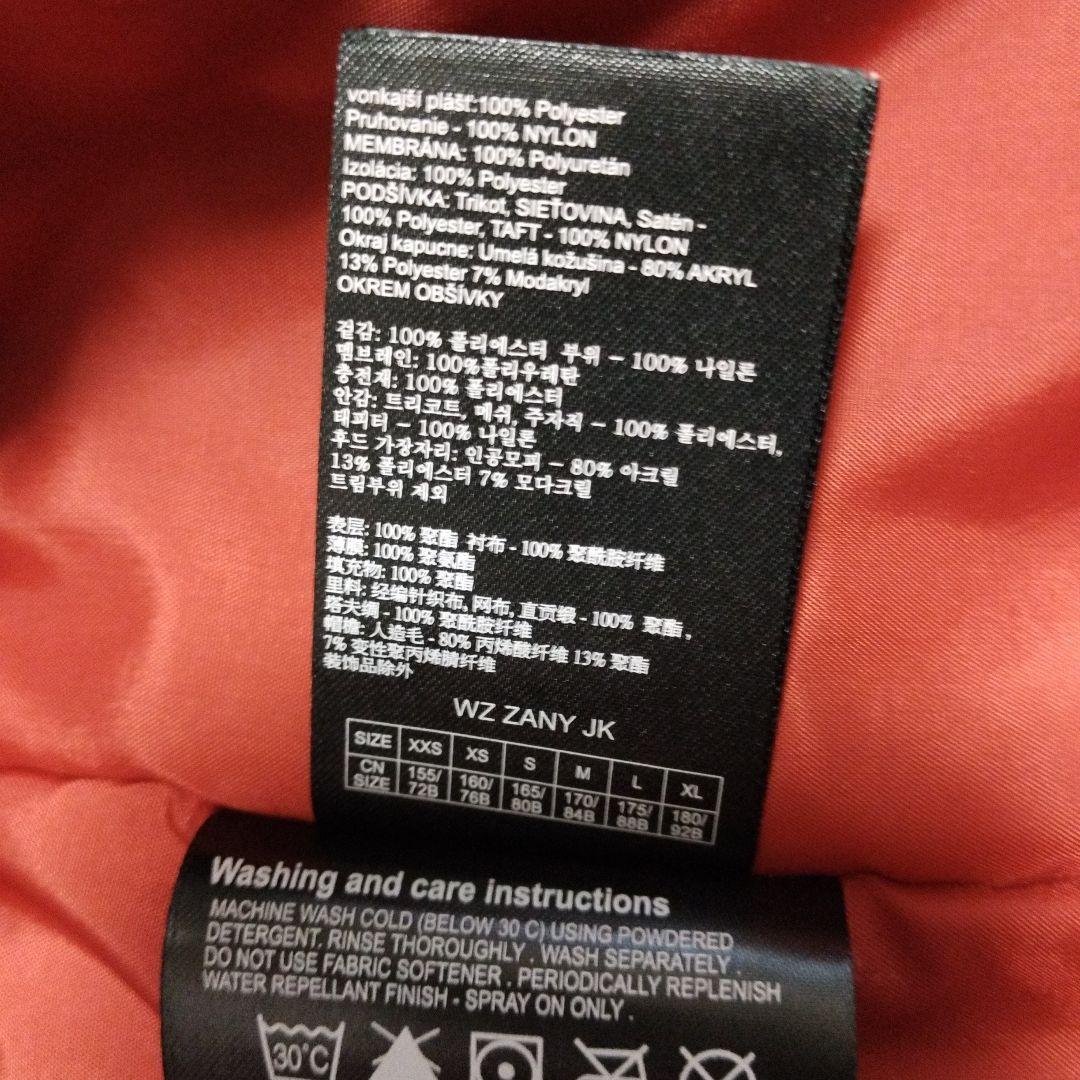 vonkajší plášť:100% Polyester
Pruhovanie - 100% NYLON
MEMBRÁNA: 100% Polyuretán
Izolácia: 100% Polyester
PODŠÍVKA: Trikot, SIEŤOVINA, Satén -
100% Polyester, TAFT - 100% NYLON
Okraj kapucne: Umelá kožušina - 80% AKRYL
13% Polyester 7% Modakryl
OKREM OBŠÍVKY
겉감: 100% 폴리에스터 부위 – 100% 나일론
멤브레인: 100%폴리우레탄
충전재: 100% 폴리에스터
안감: 트리코트, 메쉬, 주자직 – 100% 폴리에스터,
태피터 – 100% 나일론
후드 가장자리: 인공모피 – 80% 아크릴
13% 폴리에스터 7% 모다크릴
트림부위 제외
表层: 100% 聚酯 衬布 - 100% 聚酰胺纤维
薄膜: 100% 聚氨酯
填充物: 100% 聚酯
里料: 经编针织布, 网布, 直贡缎 - 100% 聚酯,
塔夫绸 - 100% 聚酰胺纤维
帽檐: 人造毛 - 80% 丙烯酸纤维 13% 聚酯
7% 变性聚丙烯腈纤维
装饰品除外
WZ ZANY JK
SIZE XXS XS S M L XL
CN SIZE 155/72B 160/76B 165/80B 170/84B 175/88B 180/92B
Washing and care instructions
MACHINE WASH COLD (BELOW 30 C) USING POWDERED
DETERGENT. RINSE THOROUGHLY . WASH SEPARATELY .
DO NOT USE FABRIC SOFTENER . PERIODICALLY REPLENISH
WATER REPELLANT FINISH - SPRAY ON ONLY .
30°C